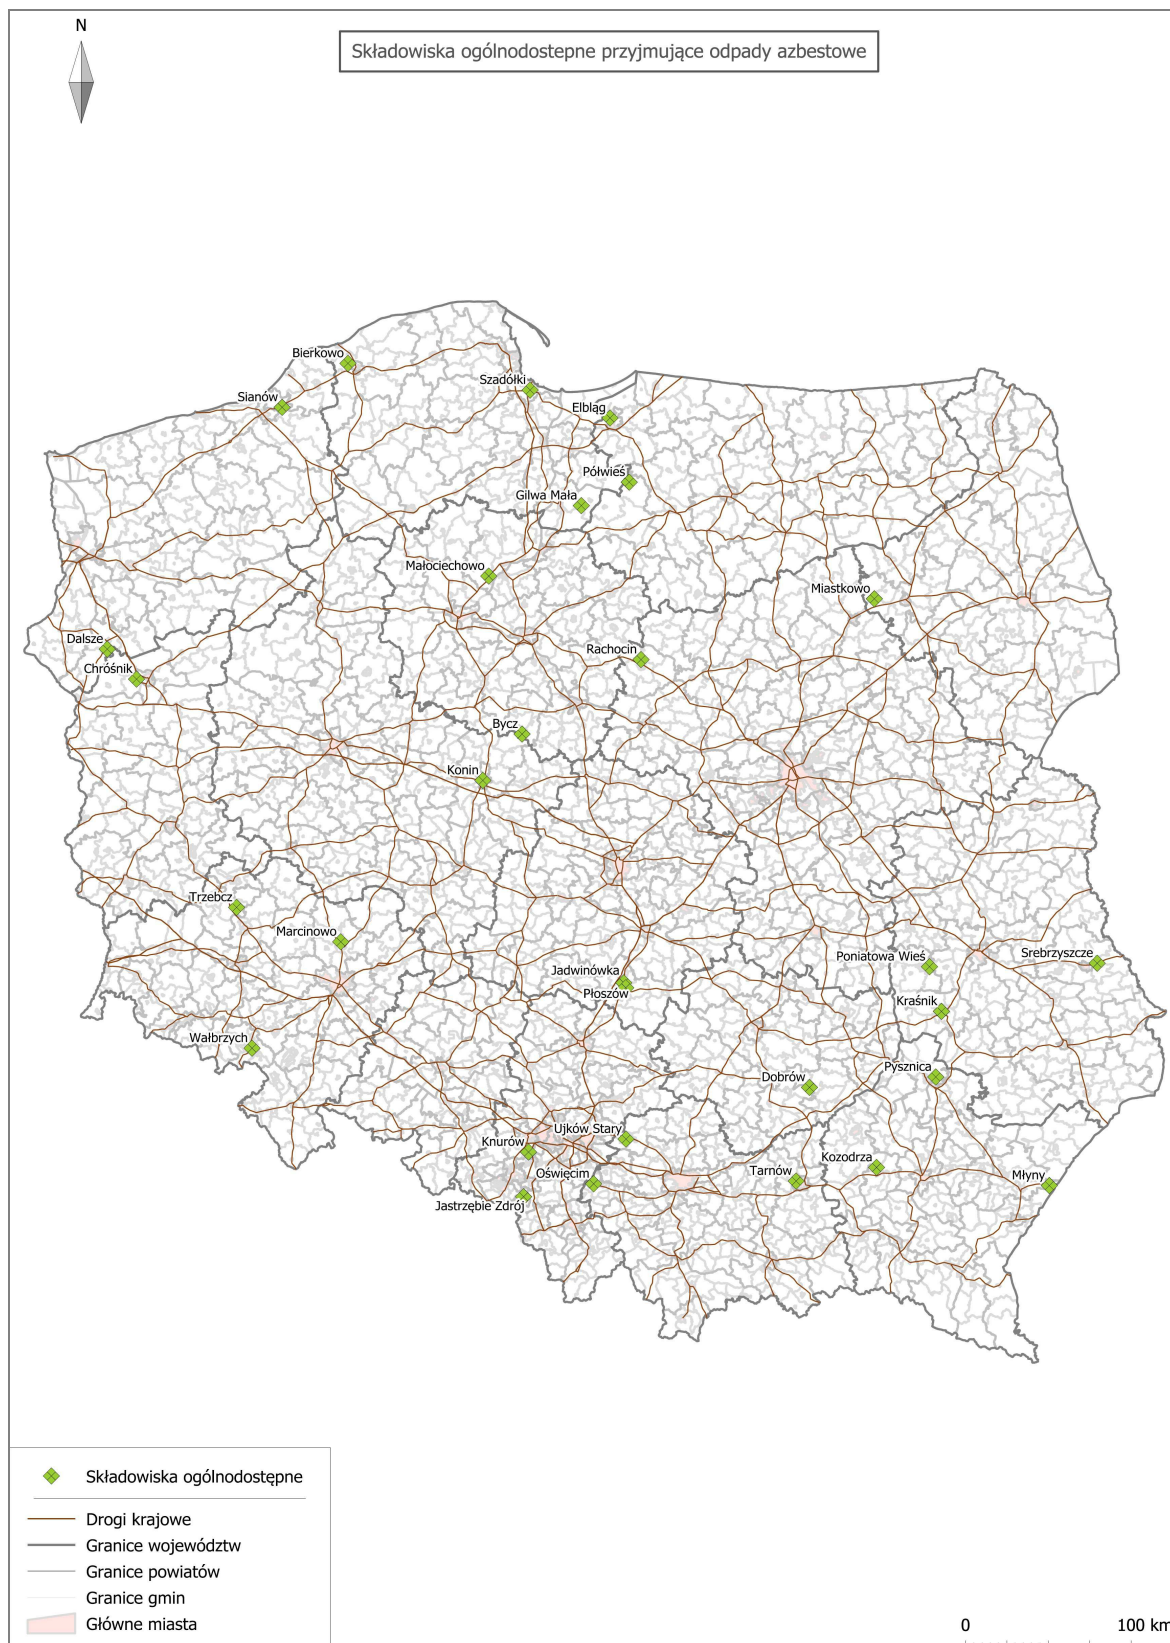 N
Składowiska ogólnodostepne przyjmujące odpady azbestowe
Bierkowo
Szadółki
Sianów
Elbląg
Półwieś
Gilwa Mała
Małociechowo
Miastkowo
Dalsze
Rachocin
Chróśnik
Bycz
Konin
Trzebcz
Marcinowo
Srebrzyszcze
Poniatowa Wieś
Jadwinówka
Płoszów
Kraśnik
Wałbrzych
Pysznica
Dobrów
Ujków Stary
Knurów
Kozodrza
Oświęcim
Tarnów
Młyny
Jastrzębie Zdrój
Składowiska ogólnodostępne
Drogi krajowe
Granice województw
Granice powiatów
Granice gmin
Główne miasta
0 100 km